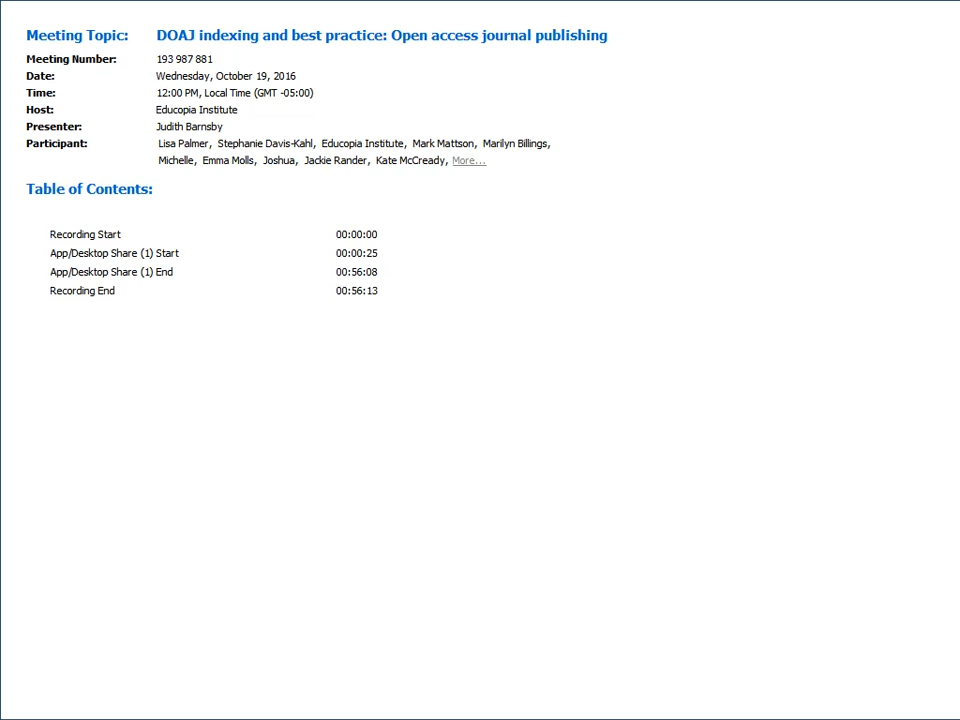 Meeting Topic: DOAJ indexing and best practice: Open access journal publishing
Meeting Number: 193 987 881
Date: Wednesday, October 19, 2016
Time: 12:00 PM, Local Time (GMT -05:00)
Host: Educopia Institute
Presenter: Judith Barnsby
Participant: Lisa Palmer, Stephanie Davis-Kahl, Educopia Institute, Mark Mattson, Marilyn Billings,
Michelle, Emma Molls, Joshua, Jackie Rander, Kate McCready, More...
Table of Contents:
Recording Start 00:00:00
App/Desktop Share (1) Start 00:00:25
App/Desktop Share (1) End 00:56:08
Recording End 00:56:13